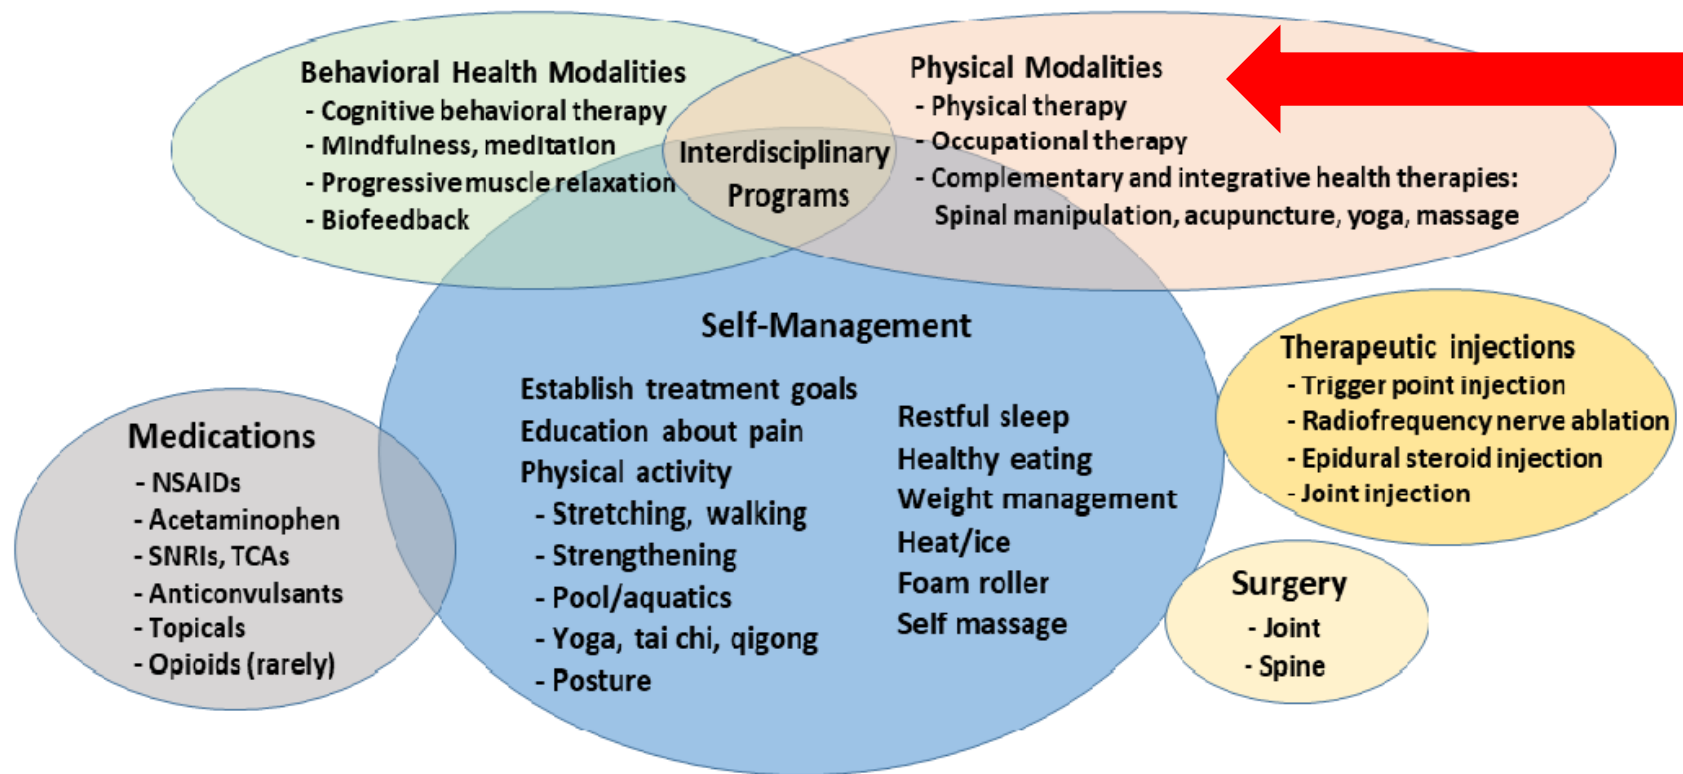 Behavioral Health Modalities
- Cognitive behavioral therapy
- Mindfulness, meditation
- Progressive muscle relaxation
- Biofeedback
Physical Modalities
- Physical therapy
- Occupational therapy
- Complementary and integrative health therapies:
Spinal manipulation, acupuncture, yoga, massage
Interdisciplinary
Programs
Self-Management
Establish treatment goals
Education about pain
Physical activity
- Stretching, walking
- Strengthening
- Pool/aquatics
- Yoga, tai chi, qigong
- Posture
Restful sleep
Healthy eating
Weight management
Heat/ice
Foam roller
Self massage
Medications
- NSAIDs
- Acetaminophen
- SNRIs, TCAs
- Anticonvulsants
- Topicals
- Opioids (rarely)
Therapeutic injections
- Trigger point injection
- Radiofrequency nerve ablation
- Epidural steroid injection
- Joint injection
Surgery
- Joint
- Spine